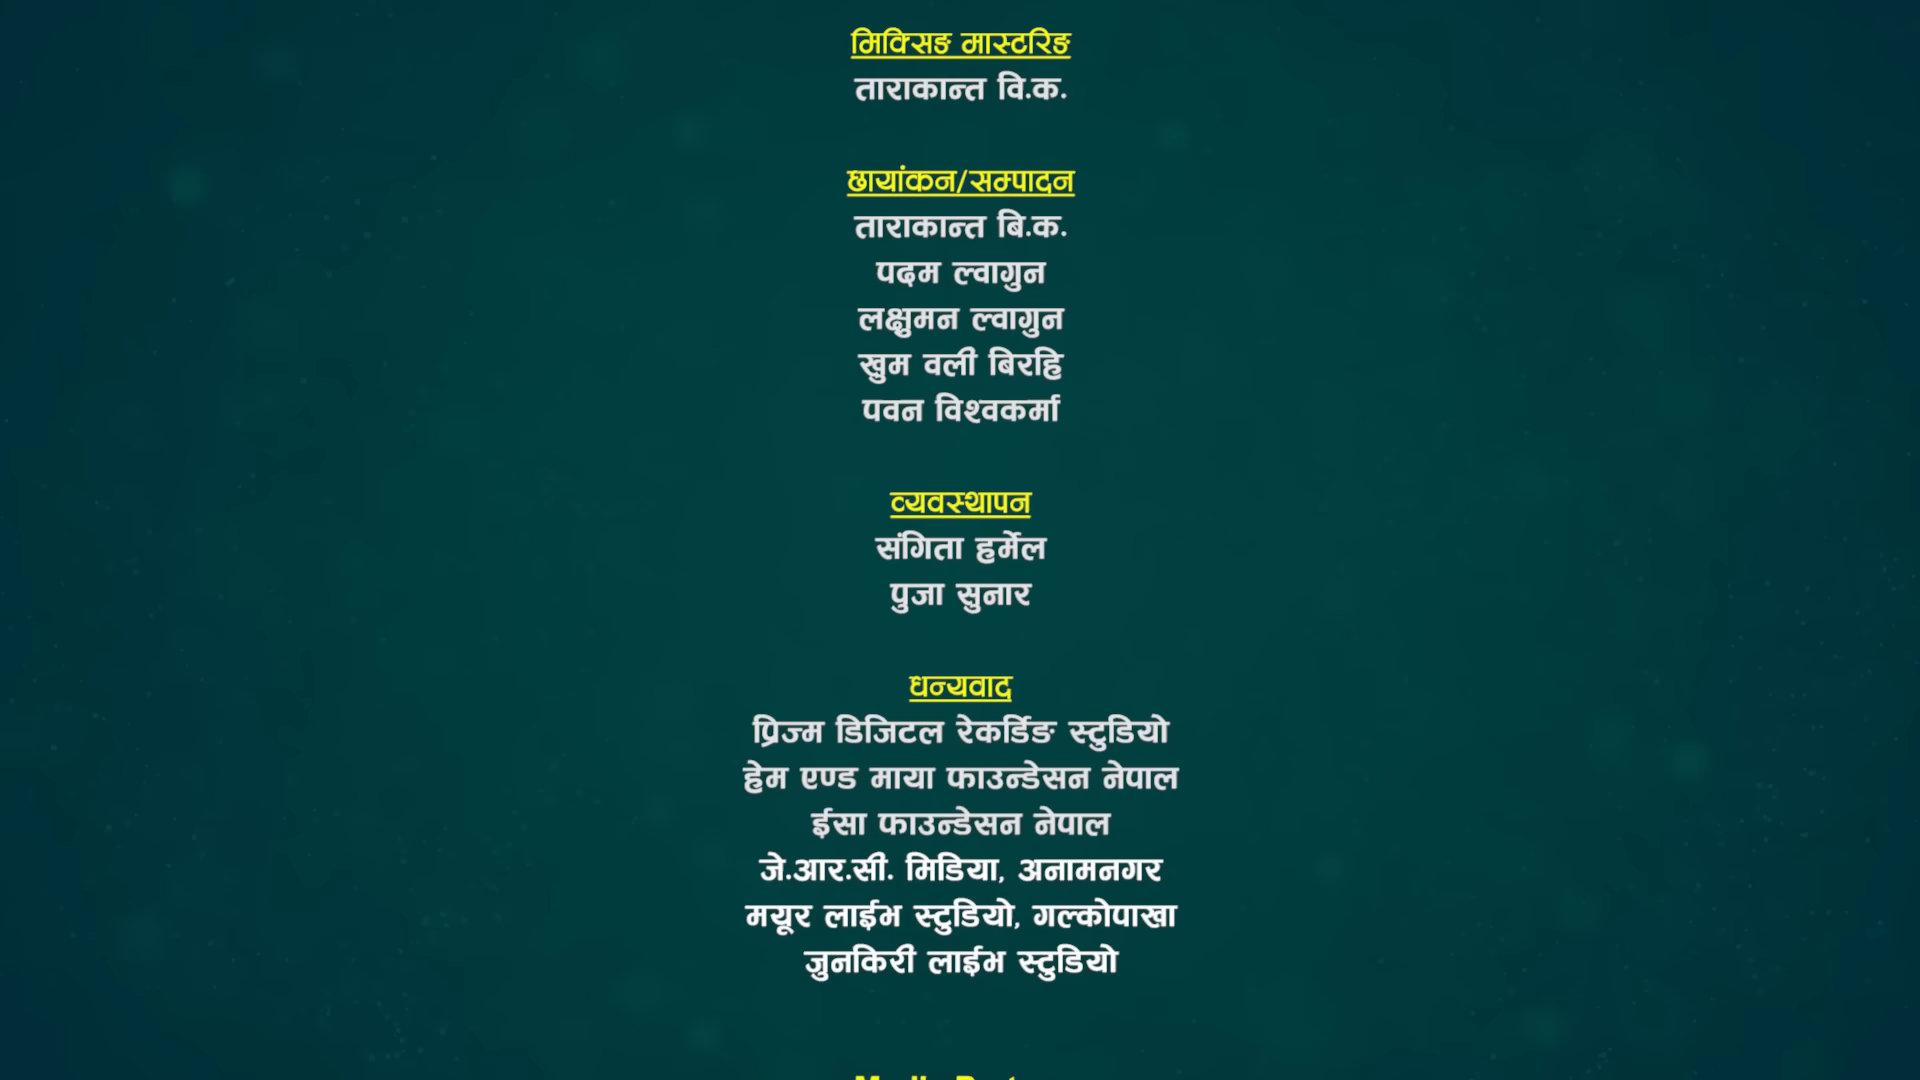 मिक्सिङ मास्टरिङ
ताराकान्त वि.क.
छायांकन/सम्पादन
ताराकान्त बि.क.
पदम ल्वागुन
लक्षुमन ल्वागुन
खुम वली बिरहि
पवन विश्वकर्मा
व्यवस्थापन
संगिता हर्मेल
पुजा सुनार
धन्यवाद
प्रिज्म डिजिटल रेकर्डिङ स्टुडियो
हेम एण्ड माया फाउन्डेसन नेपाल
ईसा फाउन्डेसन नेपाल
जे.आर.सी. मिडिया, अनामनगर
मयूर लाईभ स्टुडियो, गल्कोपाखा
जुनकिरी लाईभ स्टुडियो